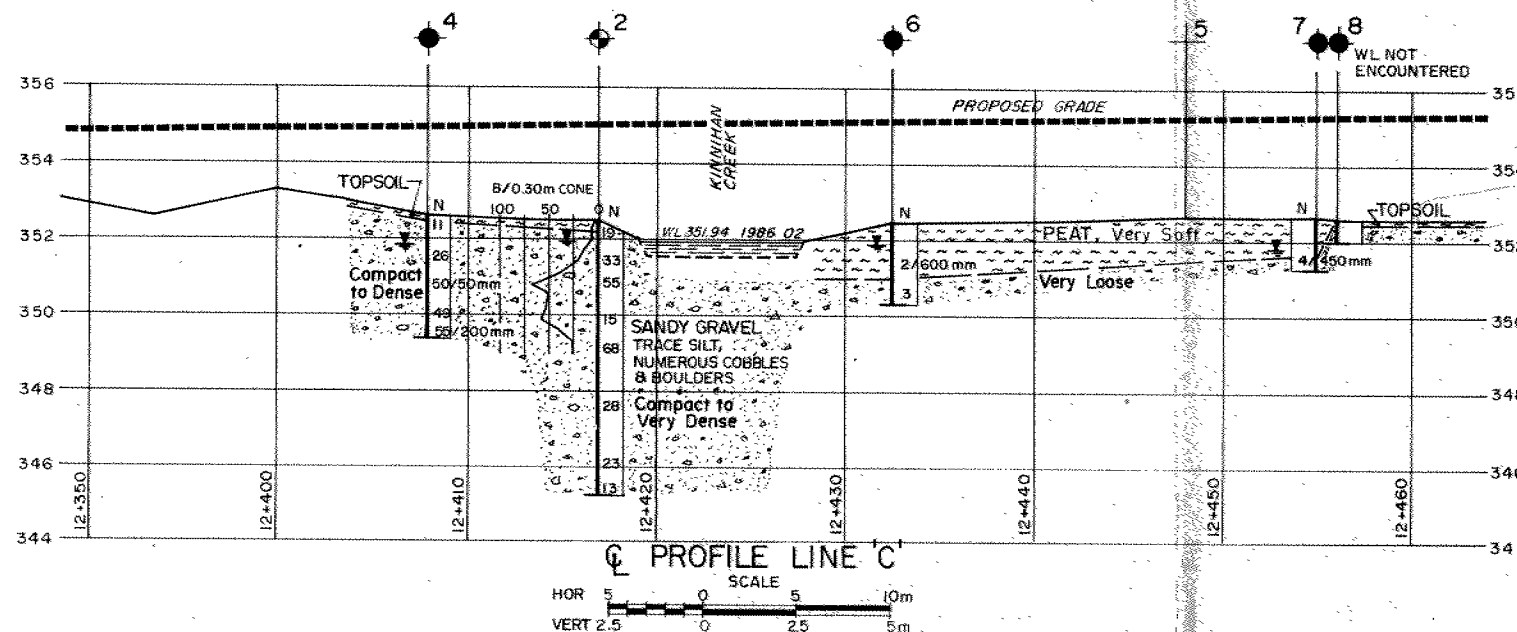 4
2
6
5
7
8
WL NOT
ENCOUNTERED
356
PROPOSED GRADE
KINNIHAN
CREEK
354
TOPSOIL
N
B/0.30m CONE
100 50 0
N
N
N
TOPSOIL
352
11
19
WL 351.94 1986 02
PEAT, Very Soft
26
33
2/600 mm
4/450 mm
Compact
to Dense
50/50mm
55
3
Very Loose
350
49
55/200mm
15
68
SANDY GRAVEL
TRACE SILT,
NUMEROUS COBBLES
& BOULDERS
348
28
Compact to
Very Dense
346
23
13
344
12+350
12+400
12+410
12+420
12+430
12+440
12+450
12+460
℄ PROFILE LINE 'C'
SCALE
HOR 5 0 5 10m
VERT 2.5 0 2.5 5m